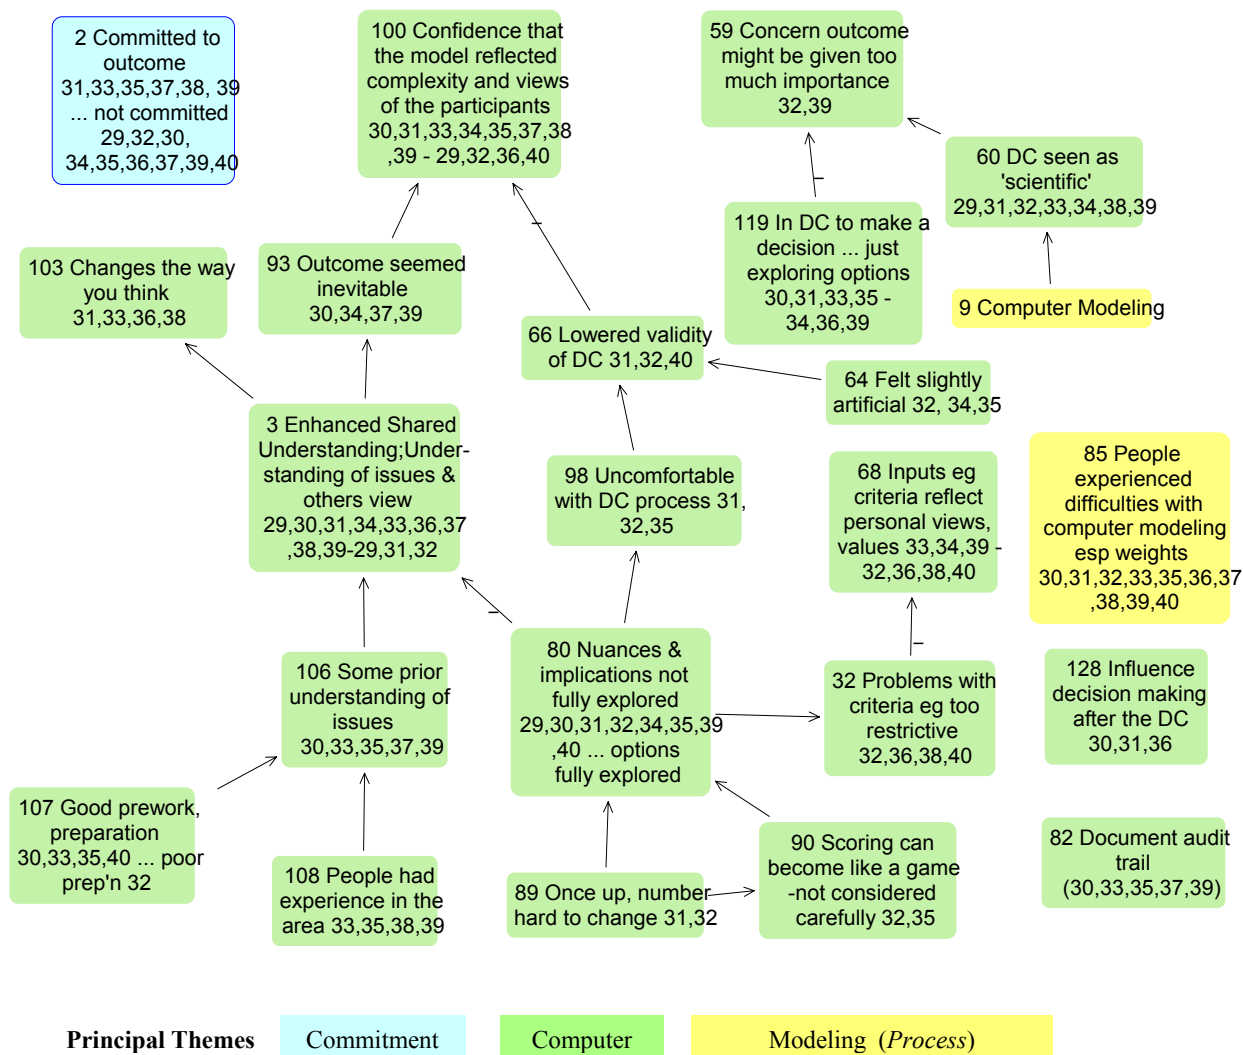 2 Committed to
outcome
31,33,35,37,38, 39
... not committed
29,32,30,
34,35,36,37,39,40
100 Confidence that
the model reflected
complexity and views
of the participants
30,31,33,34,35,37,38
,39 - 29,32,36,40
59 Concern outcome
might be given too
much importance
32,39
60 DC seen as
'scientific'
29,31,32,33,34,38,39
119 In DC to make a
decision ... just
exploring options
30,31,33,35 -
34,36,39
103 Changes the way
you think
31,33,36,38
93 Outcome seemed
inevitable
30,34,37,39
9 Computer Modeling
66 Lowered validity
of DC 31,32,40
64 Felt slightly
artificial 32, 34,35
3 Enhanced Shared
Understanding;Under-
standing of issues &
others view
29,30,31,34,33,36,37
,38,39-29,31,32
98 Uncomfortable
with DC process 31,
32,35
68 Inputs eg
criteria reflect
personal views,
values 33,34,39 -
32,36,38,40
85 People
experienced
difficulties with
computer modeling
esp weights
30,31,32,33,35,36,37
,38,39,40
106 Some prior
understanding of
issues
30,33,35,37,39
80 Nuances &
implications not
fully explored
29,30,31,32,34,35,39
,40 ... options
fully explored
32 Problems with
criteria eg too
restrictive
32,36,38,40
128 Influence
decision making
after the DC
30,31,36
107 Good prework,
preparation
30,33,35,40 ... poor
prep'n 32
108 People had
experience in the
area 33,35,38,39
89 Once up, number
hard to change 31,32
90 Scoring can
become like a game
-not considered
carefully 32,35
82 Document audit
trail
(30,33,35,37,39)
Principal Themes
Commitment
Computer
Modeling (Process)